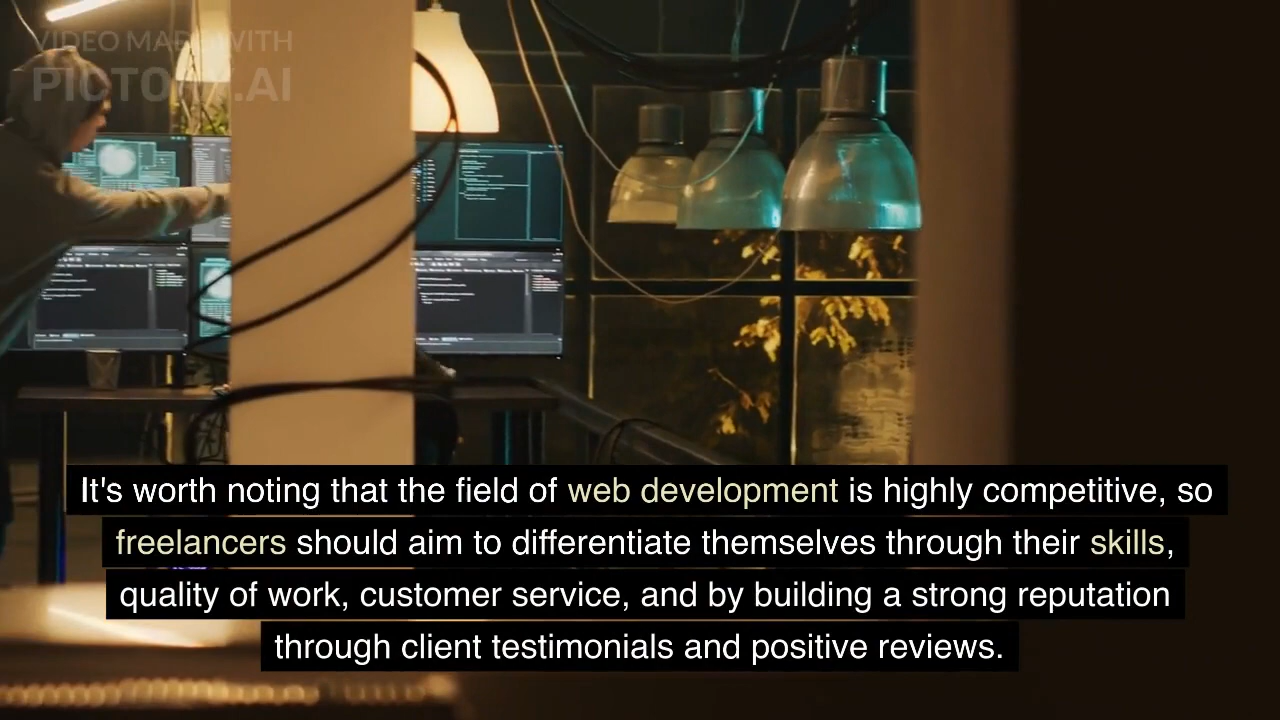 VIDEO MADE WITH
PICTORY.AI
It's worth noting that the field of web development is highly competitive, so
freelancers should aim to differentiate themselves through their skills,
quality of work, customer service, and by building a strong reputation
through client testimonials and positive reviews.